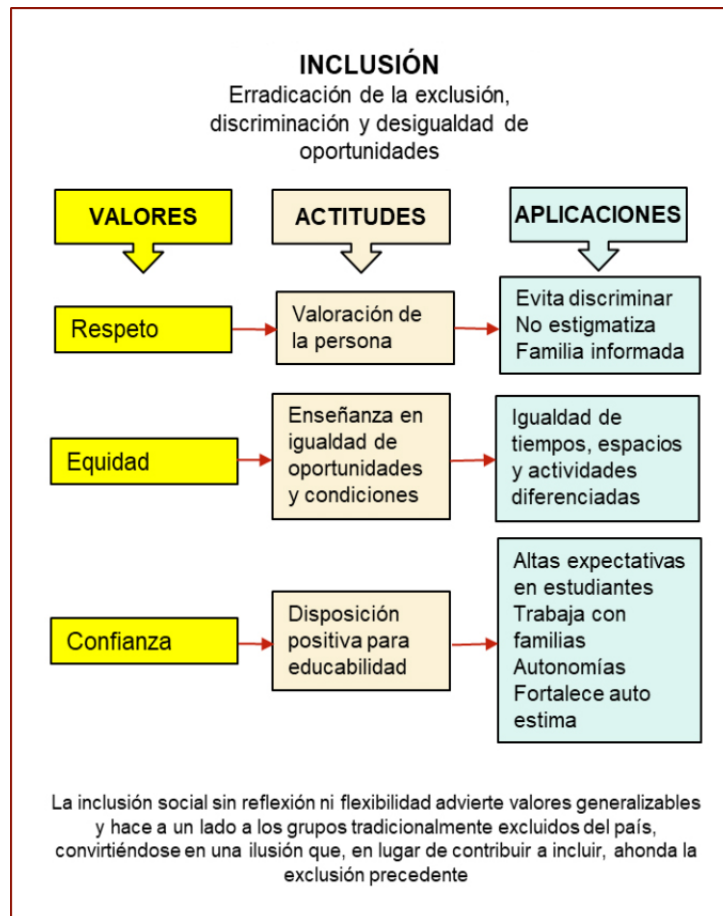 INCLUSIÓN
Erradicación de la exclusión,
discriminación y desigualdad de
oportunidades
VALORES
ACTITUDES
APLICACIONES
Respeto
Valoración de
la persona
Evita discriminar
No estigmatiza
Familia informada
Equidad
Enseñanza en
igualdad de
oportunidades
y condiciones
Igualdad de
tiempos, espacios
y actividades
diferenciadas
Confianza
Disposición
positiva para
educabilidad
Altas expectativas
en estudiantes
Trabaja con
familias
Autonomías
Fortalece auto
estima
La inclusión social sin reflexión ni flexibilidad advierte valores generalizables
y hace a un lado a los grupos tradicionalmente excluidos del país,
convirtiéndose en una ilusión que, en lugar de contribuir a incluir, ahonda la
exclusión precedente